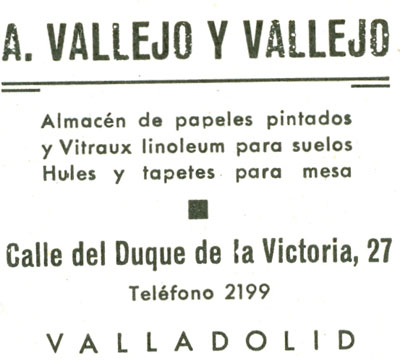 A. VALLEJO Y VALLEJO
Almacén de papeles pintados
y Vitraux linoleum para suelos
Hules y tapetes para mesa
Calle del Duque de la Victoria, 27
Teléfono 2199
VALLADOLID